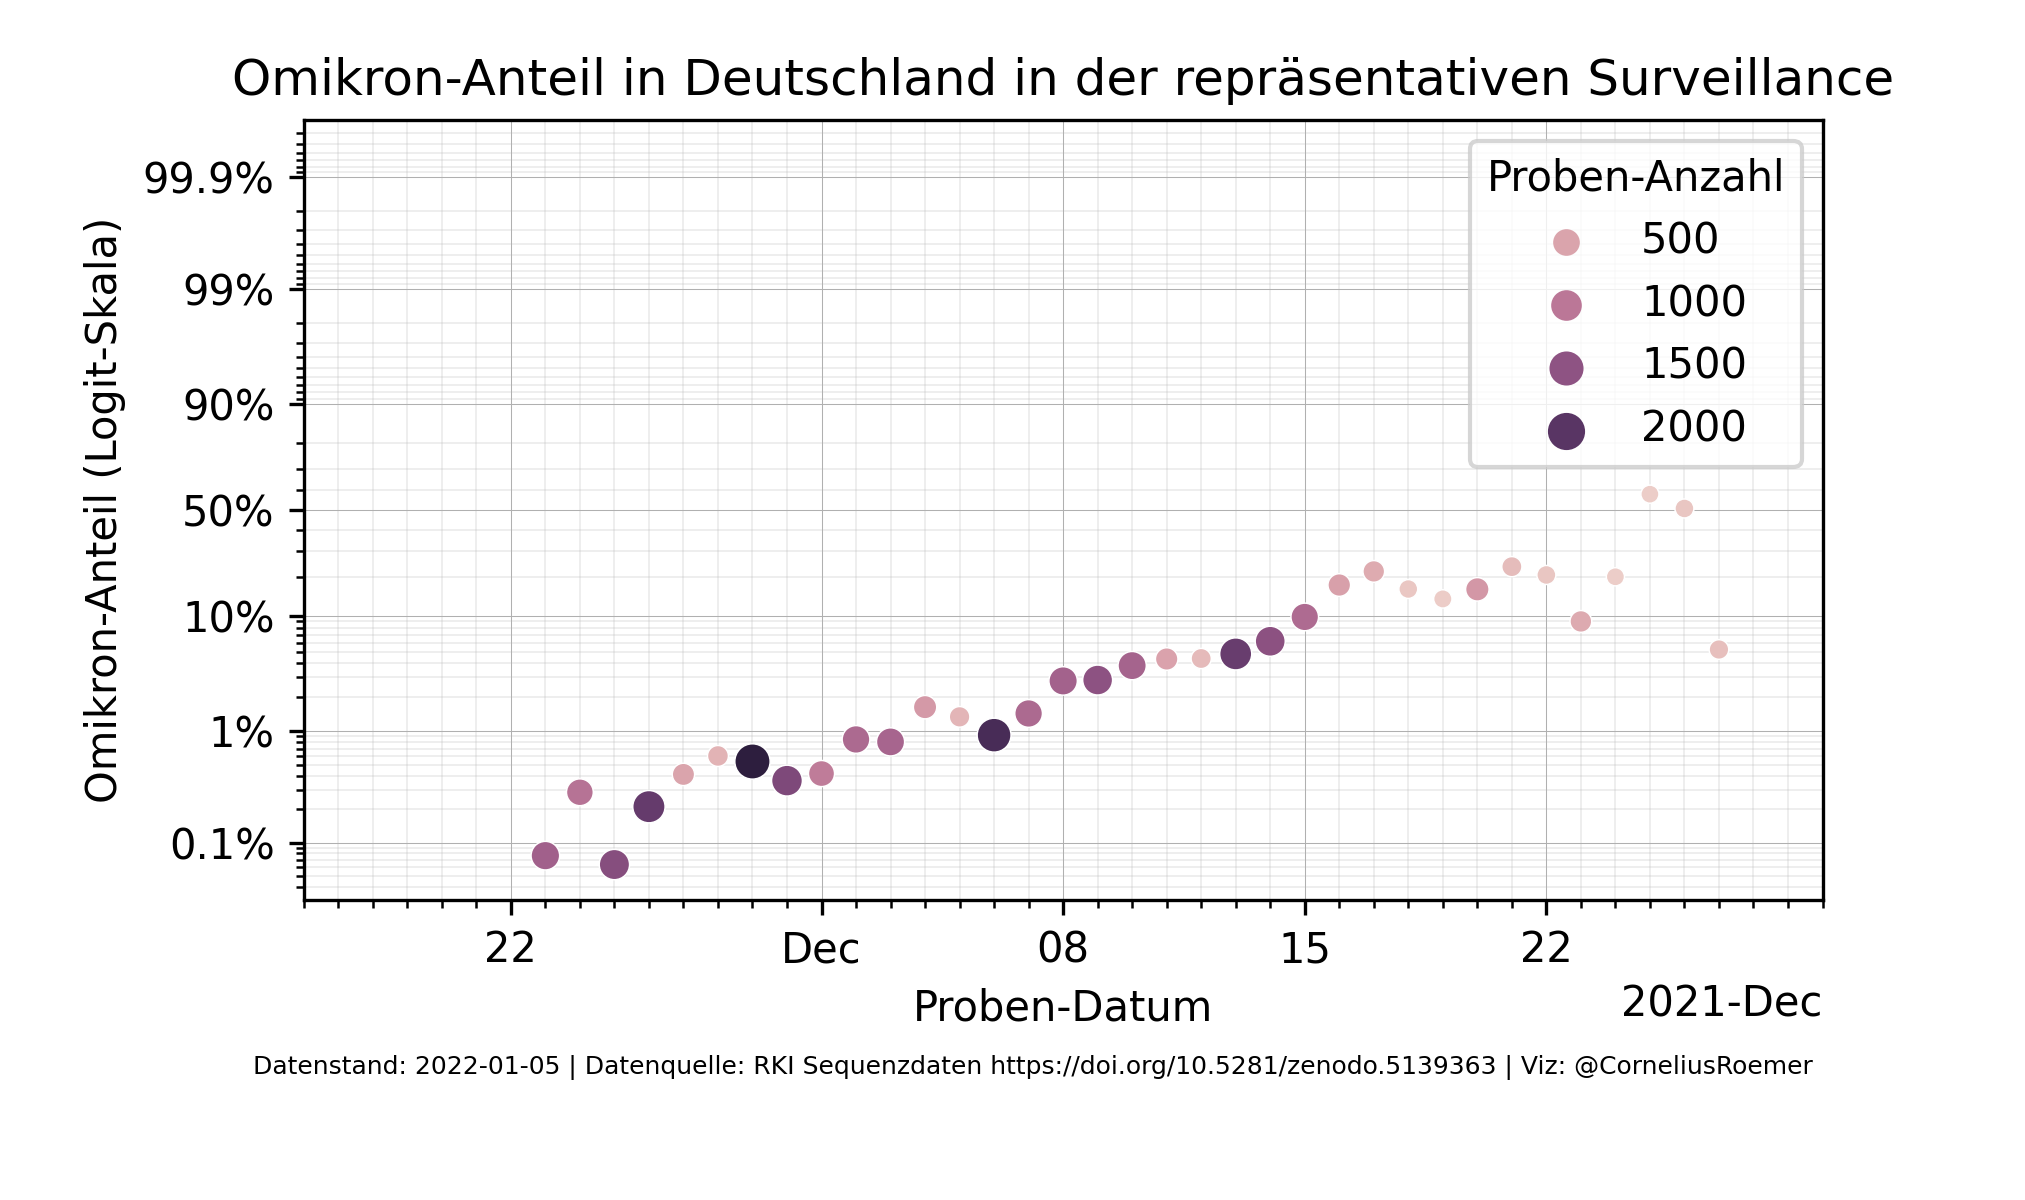 Omikron-Anteil in Deutschland in der repräsentativen Surveillance
Omikron-Anteil (Logit-Skala)
99.9%
99%
90%
50%
10%
1%
0.1%
Proben-Anzahl
500
1000
1500
2000
22
Dec
08
15
22
Proben-Datum
2021-Dec
Datenstand: 2022-01-05 | Datenquelle: RKI Sequenzdaten https://doi.org/10.5281/zenodo.5139363 | Viz: @CorneliusRoemer